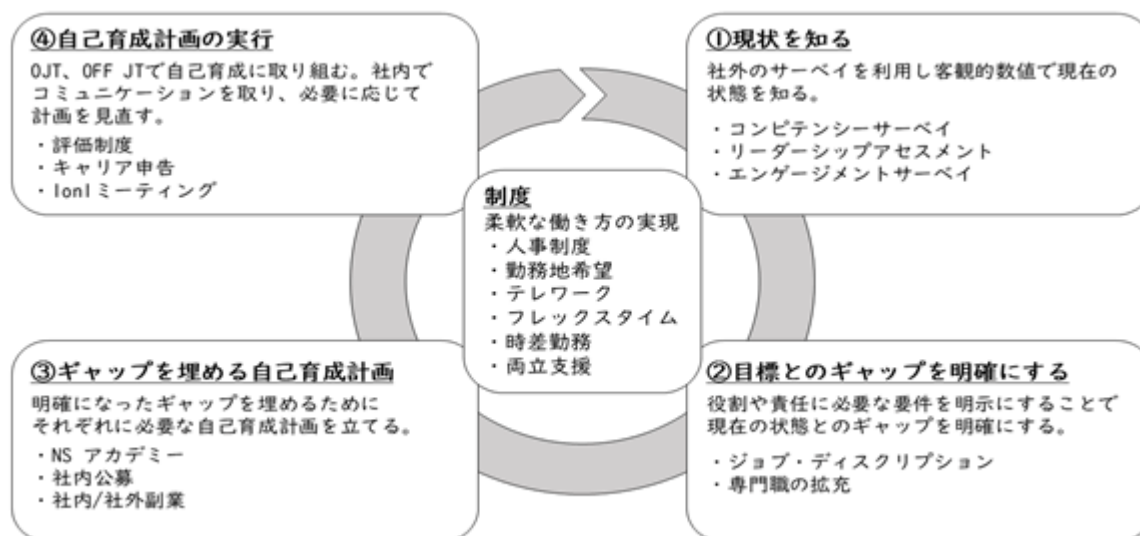 ①現状を知る
社外のサーベイを利用し客観的数値で現在の
状態を知る。
・コンピテンシーサーベイ
・リーダーシップアセスメント
・エンゲージメントサーベイ
②目標とのギャップを明確にする
役割や責任に必要な要件を明示にすることで
現在の状態とのギャップを明確にする。
・ジョブ・ディスクリプション
・専門職の拡充
③ギャップを埋める自己育成計画
明確になったギャップを埋めるために
それぞれに必要な自己育成計画を立てる。
・NS アカデミー
・社内公募
・社内/社外副業
④自己育成計画の実行
OJT、OFF JTで自己育成に取り組む。社内で
コミュニケーションを取り、必要に応じて
計画を見直す。
・評価制度
・キャリア申告
・1on1ミーティング
制度
柔軟な働き方の実現
・人事制度
・勤務地希望
・テレワーク
・フレックスタイム
・時差勤務
・両立支援